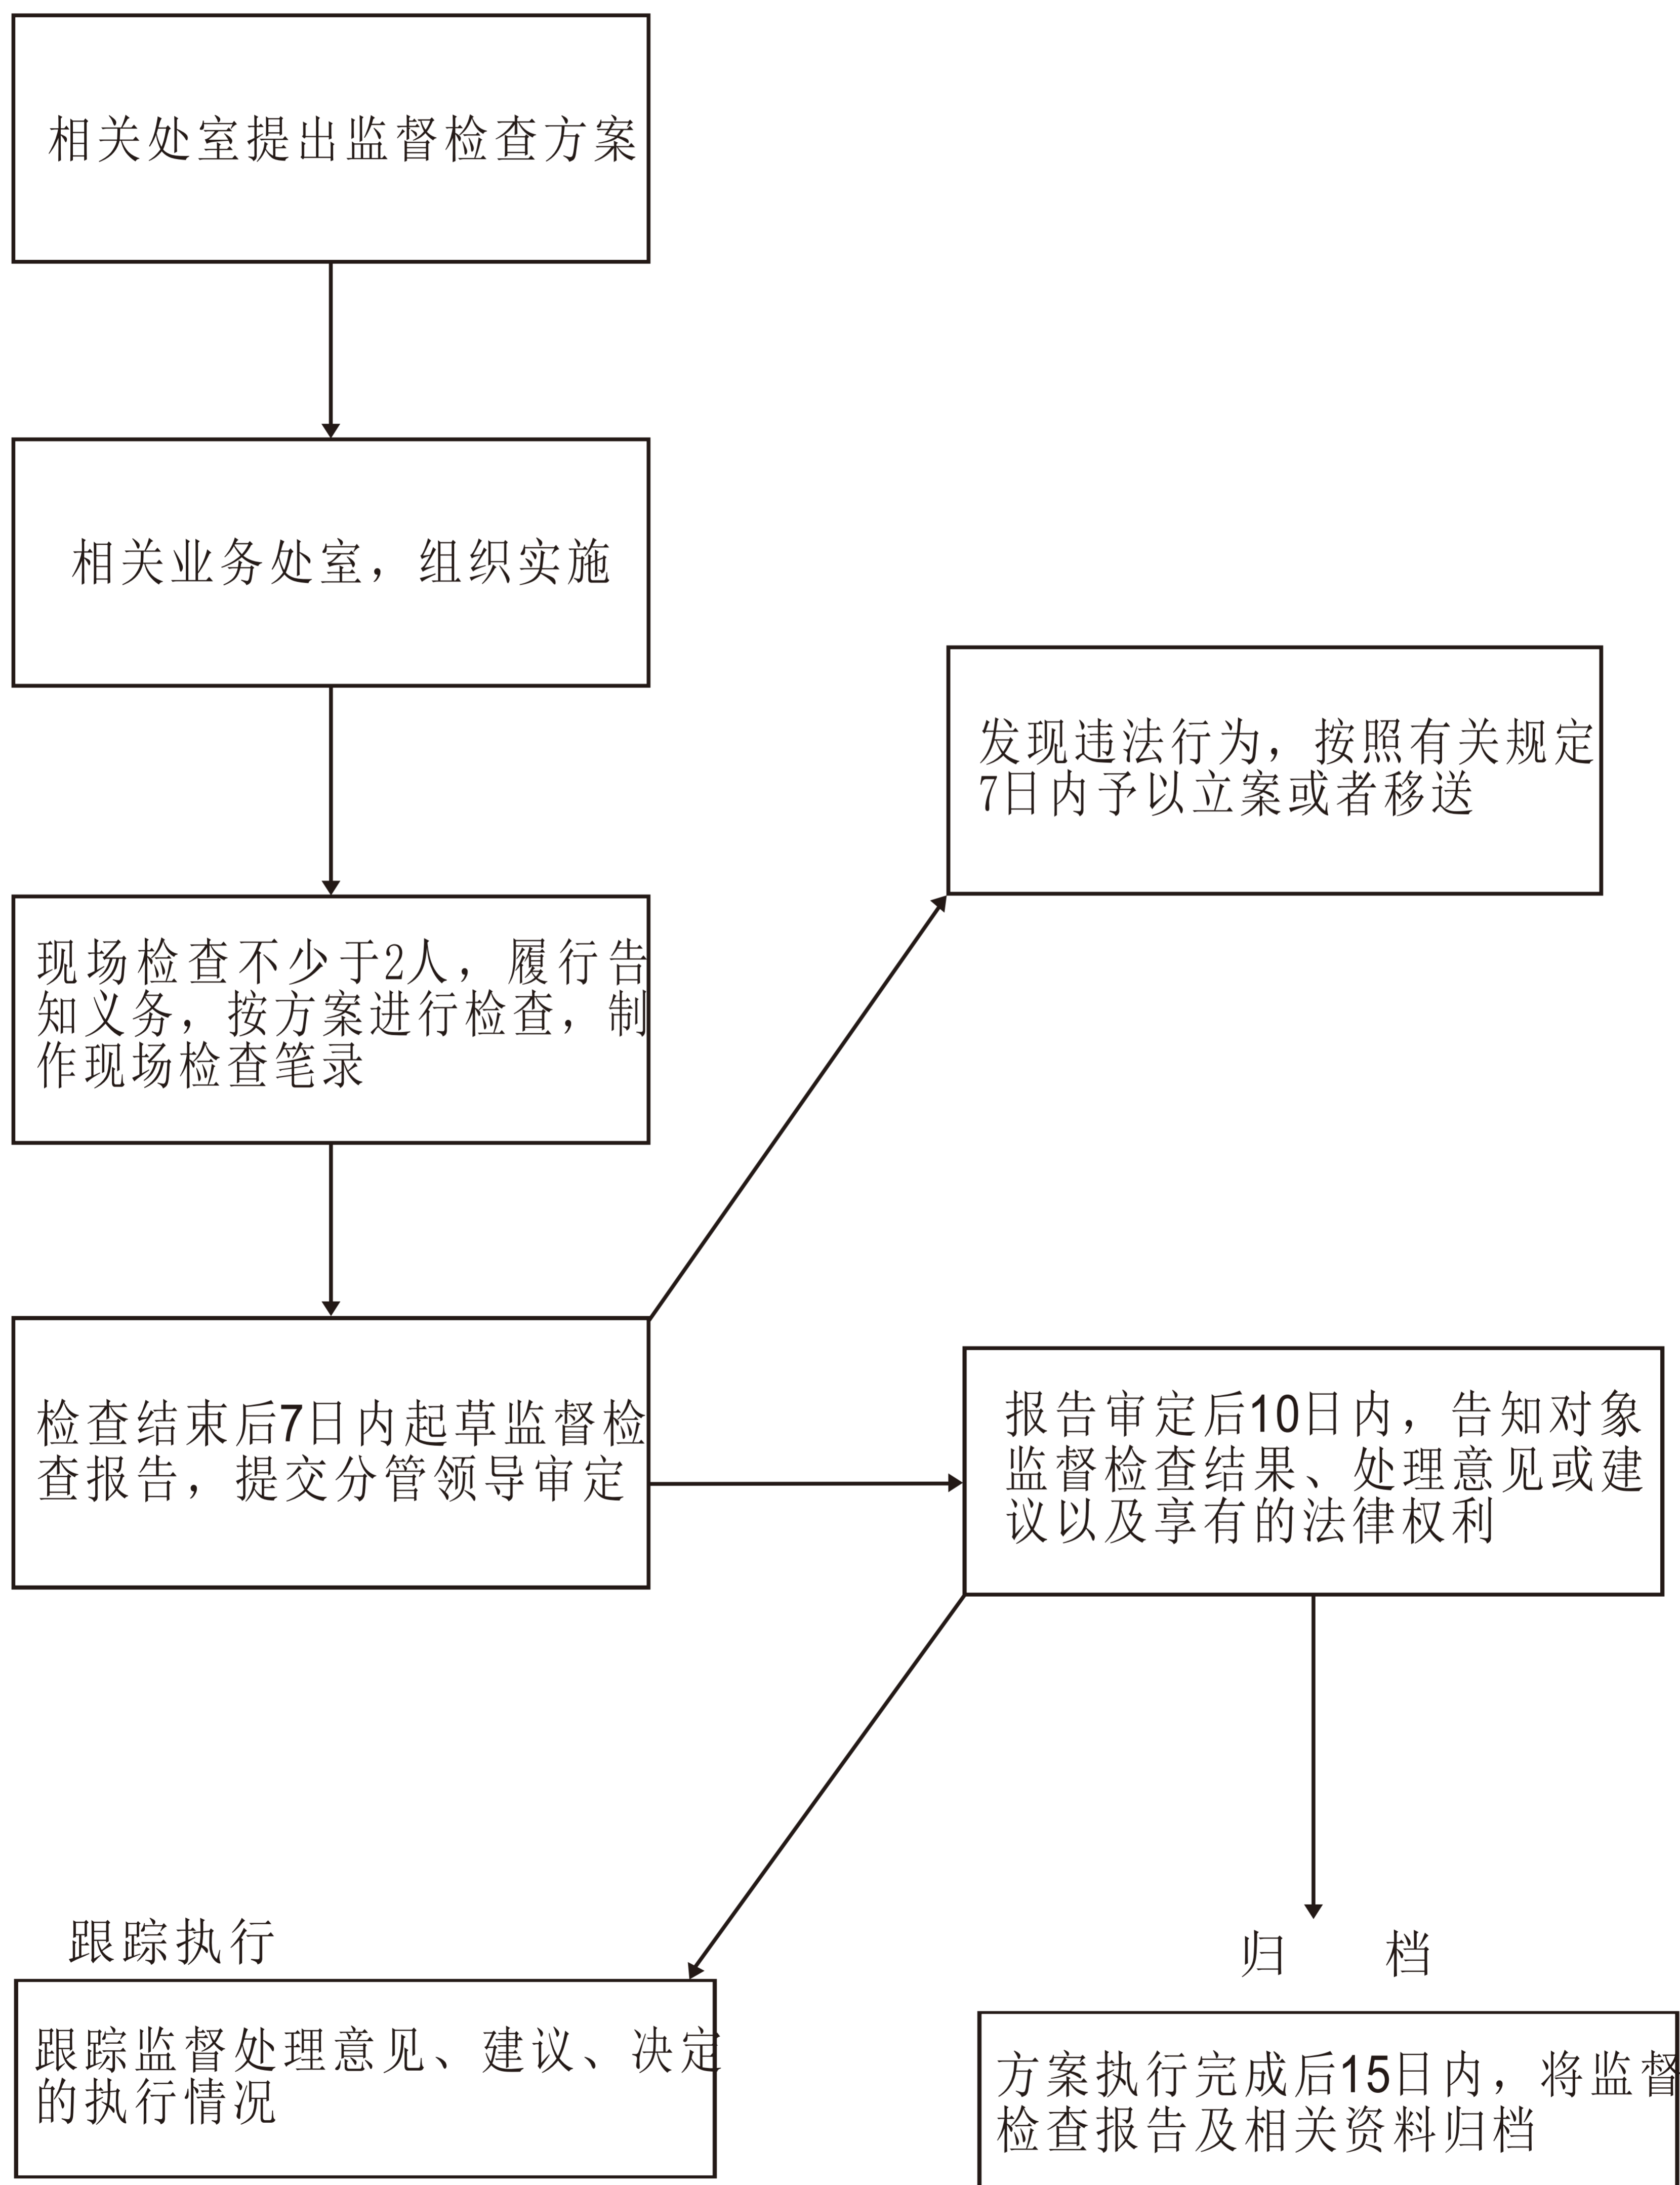 相关处室提出监督检查方案
相关业务处室，组织实施
发现违法行为，按照有关规定
7日内予以立案或者移送
现场检查不少于2人，履行告
知义务，按方案进行检查，制
作现场检查笔录
检查结束后7日内起草监督检
查报告，提交分管领导审定
报告审定后10日内，告知对象
监督检查结果、处理意见或建
议以及享有的法律权利
跟踪执行
跟踪监督处理意见、建议、决定
的执行情况
归 档
方案执行完成后15日内，将监督
检查报告及相关资料归档